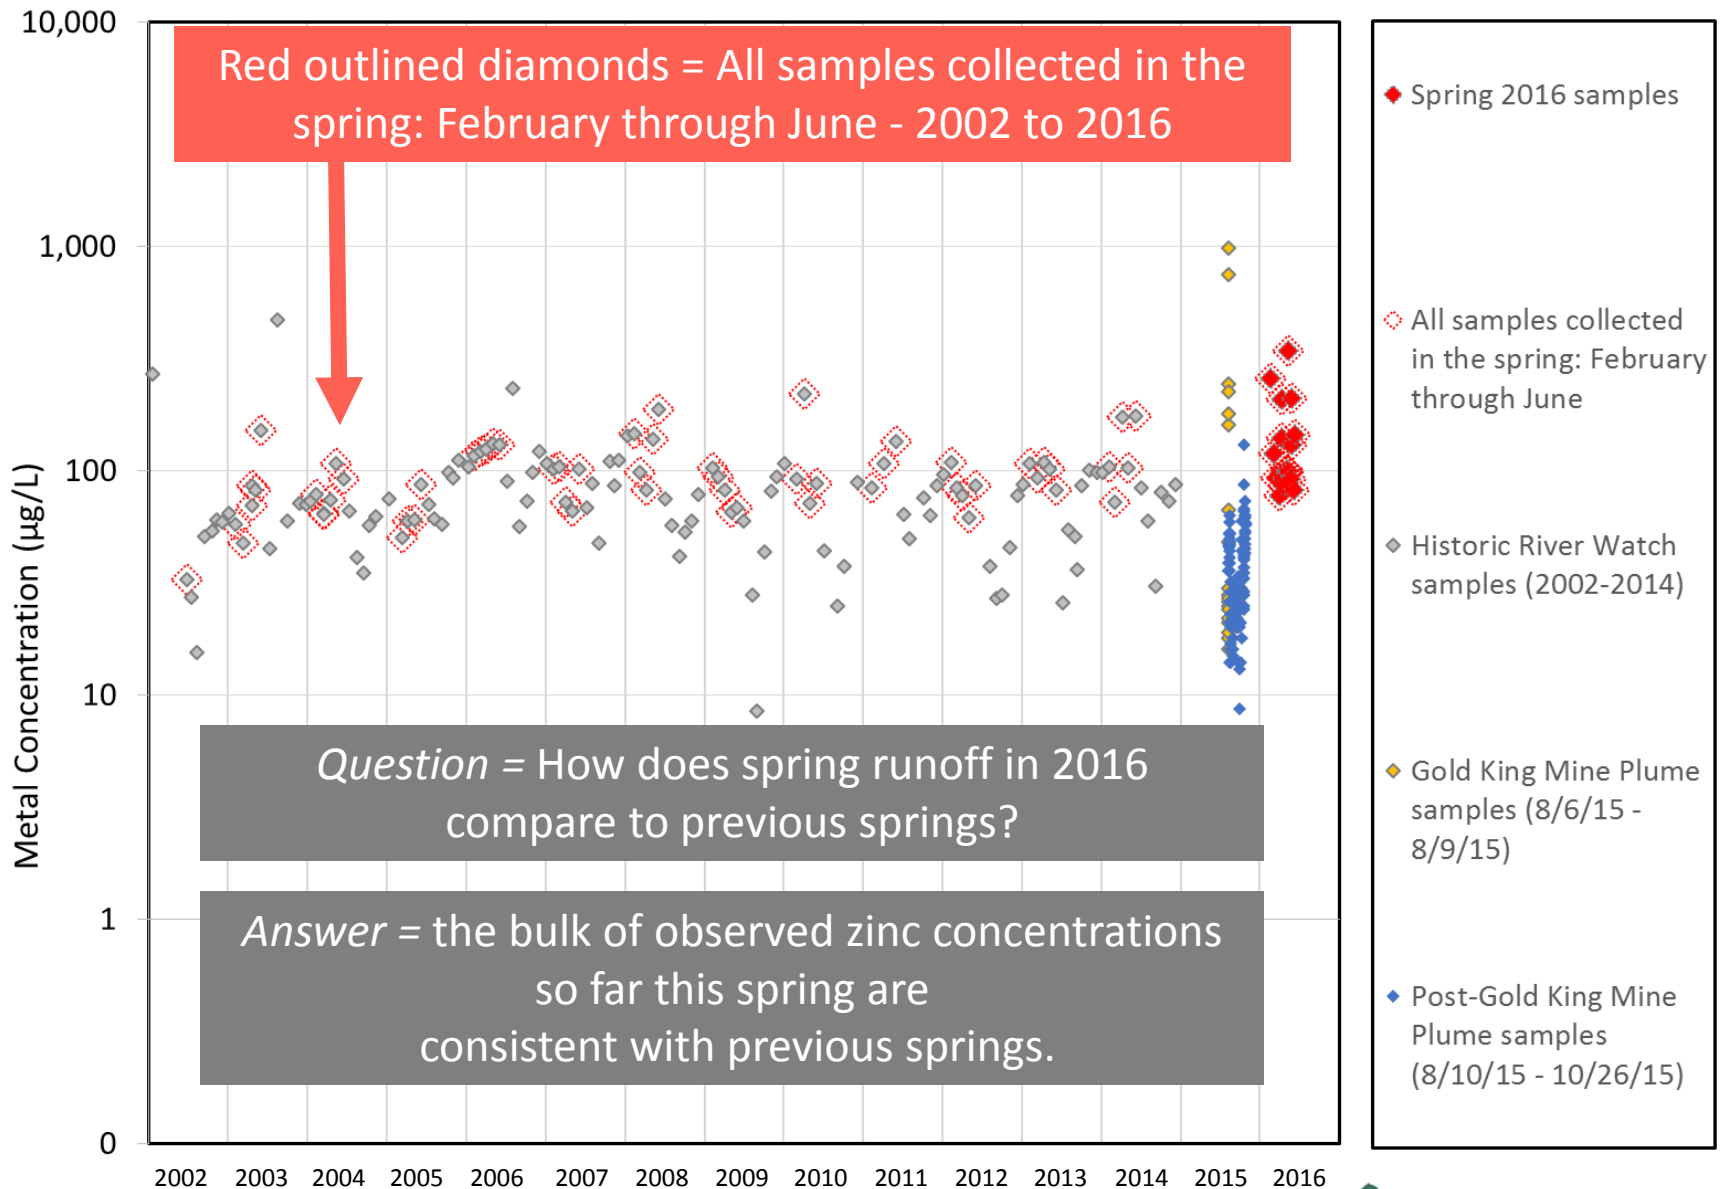 10,000
1,000
100
10
1
0
Metal Concentration (µg/L)
Red outlined diamonds = All samples collected in the
spring: February through June - 2002 to 2016
Question = How does spring runoff in 2016
compare to previous springs?
Answer = the bulk of observed zinc concentrations
so far this spring are
consistent with previous springs.
2002 2003 2004 2005 2006 2007 2008 2009 2010 2011 2012 2013 2014 2015 2016
Spring 2016 samples
All samples collected
in the spring: February
through June
Historic River Watch
samples (2002-2014)
Gold King Mine Plume
samples (8/6/15 -
8/9/15)
Post-Gold King Mine
Plume samples
(8/10/15 - 10/26/15)